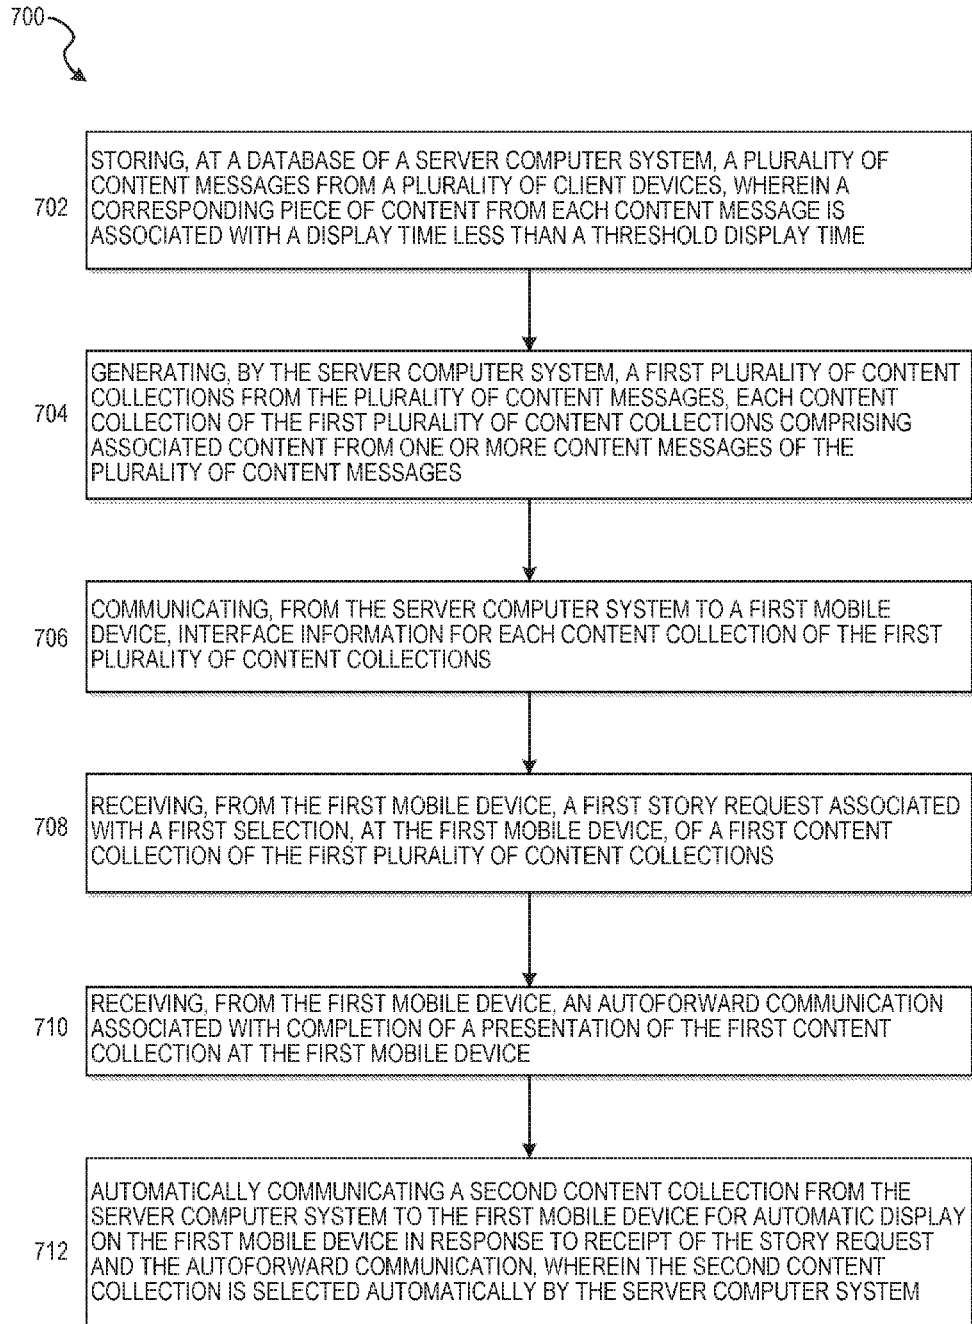 700
702
STORING, AT A DATABASE OF A SERVER COMPUTER SYSTEM, A PLURALITY OF
CONTENT MESSAGES FROM A PLURALITY OF CLIENT DEVICES, WHEREIN A
CORRESPONDING PIECE OF CONTENT FROM EACH CONTENT MESSAGE IS
ASSOCIATED WITH A DISPLAY TIME LESS THAN A THRESHOLD DISPLAY TIME
704
GENERATING, BY THE SERVER COMPUTER SYSTEM, A FIRST PLURALITY OF CONTENT
COLLECTIONS FROM THE PLURALITY OF CONTENT MESSAGES, EACH CONTENT
COLLECTION OF THE FIRST PLURALITY OF CONTENT COLLECTIONS COMPRISING
ASSOCIATED CONTENT FROM ONE OR MORE CONTENT MESSAGES OF THE
PLURALITY OF CONTENT MESSAGES
706
COMMUNICATING, FROM THE SERVER COMPUTER SYSTEM TO A FIRST MOBILE
DEVICE, INTERFACE INFORMATION FOR EACH CONTENT COLLECTION OF THE FIRST
PLURALITY OF CONTENT COLLECTIONS
708
RECEIVING, FROM THE FIRST MOBILE DEVICE, A FIRST STORY REQUEST ASSOCIATED
WITH A FIRST SELECTION, AT THE FIRST MOBILE DEVICE, OF A FIRST CONTENT
COLLECTION OF THE FIRST PLURALITY OF CONTENT COLLECTIONS
710
RECEIVING, FROM THE FIRST MOBILE DEVICE, AN AUTOFORWARD COMMUNICATION
ASSOCIATED WITH COMPLETION OF A PRESENTATION OF THE FIRST CONTENT
COLLECTION AT THE FIRST MOBILE DEVICE
712
AUTOMATICALLY COMMUNICATING A SECOND CONTENT COLLECTION FROM THE
SERVER COMPUTER SYSTEM TO THE FIRST MOBILE DEVICE FOR AUTOMATIC DISPLAY
ON THE FIRST MOBILE DEVICE IN RESPONSE TO RECEIPT OF THE STORY REQUEST
AND THE AUTOFORWARD COMMUNICATION, WHEREIN THE SECOND CONTENT
COLLECTION IS SELECTED AUTOMATICALLY BY THE SERVER COMPUTER SYSTEM